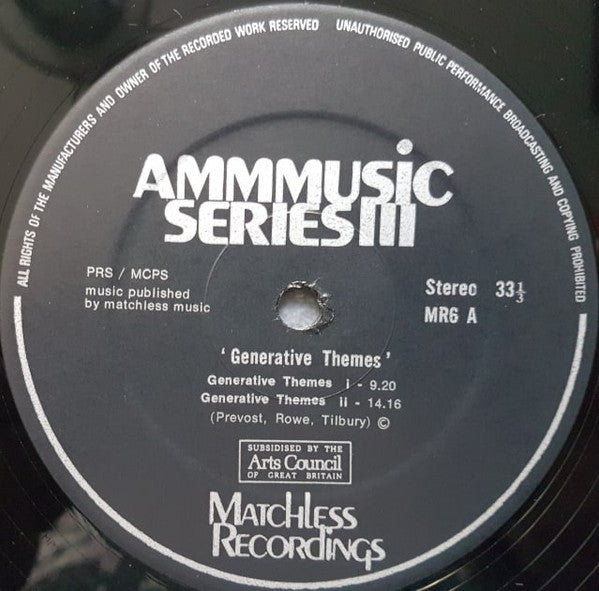 ALL RIGHTS OF THE MANUFACTURERS AND OWNER OF THE RECORDED WORK RESERVED UNAUTHORISED PUBLIC PERFORMANCE BROADCASTING AND COPYING PROHIBITED
AMMMUSiC
SERIES III
PRS / MCPS
music published
by matchless music
Stereo 33⅓
MR6 A
‘ Generative Themes ’
Generative Themes i - 9.20
Generative Themes ii - 14.16
(Prevost, Rowe, Tilbury) ©
SUBSIDISED BY THE
Arts Council
OF GREAT BRITAIN
MATCHLESS
RECORDINGS